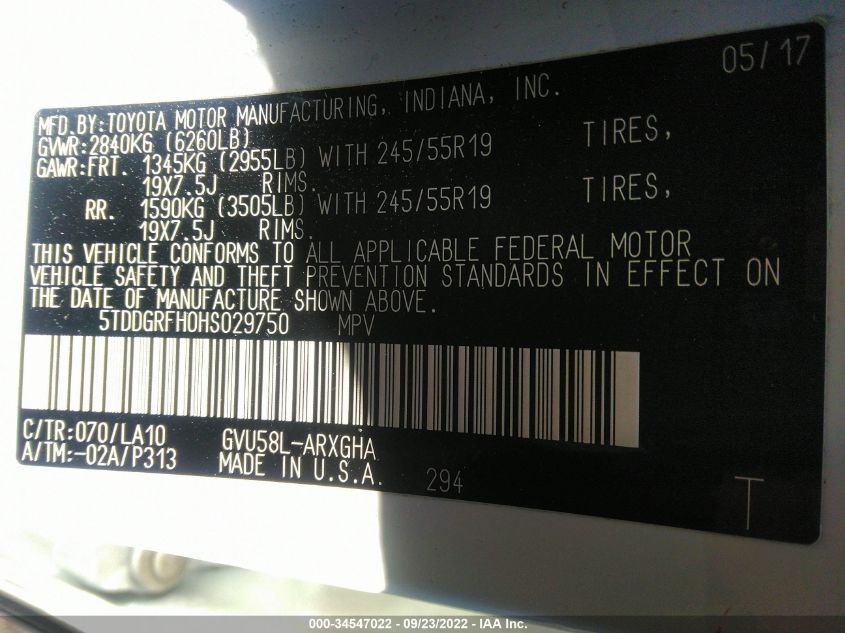 05/17
MFD.BY:TOYOTA MOTOR MANUFACTURING, INDIANA, INC.
GVWR:2840KG (6260LB)
GAWR:FRT. 1345KG (2955LB) WITH 245/55R19 TIRES,
19X7.5J RIMS.
RR. 1590KG (3505LB) WITH 245/55R19 TIRES,
19X7.5J RIMS.
THIS VEHICLE CONFORMS TO ALL APPLICABLE FEDERAL MOTOR
VEHICLE SAFETY AND THEFT PREVENTION STANDARDS IN EFFECT ON
THE DATE OF MANUFACTURE SHOWN ABOVE.
5TDDGRFH0HS029750 MPV
C/TR:070/LA10 GVU58L-ARXGHA
A/TM:-02A/P313 MADE IN U.S.A. 294
T
000-34547022 - 09/23/2022 - IAA Inc.